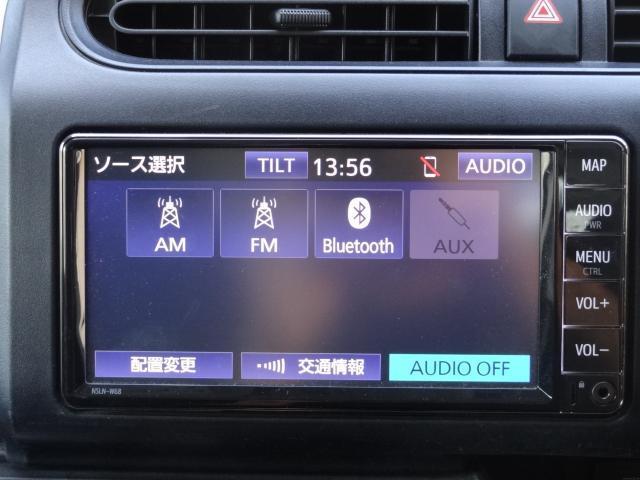 ソース選択 TILT 13:56 AUDIO
AM FM Bluetooth AUX
配置変更 交通情報 AUDIO OFF
MAP
AUDIO
PWR
MENU
CTRL
VOL+
VOL-
NSLN-W68